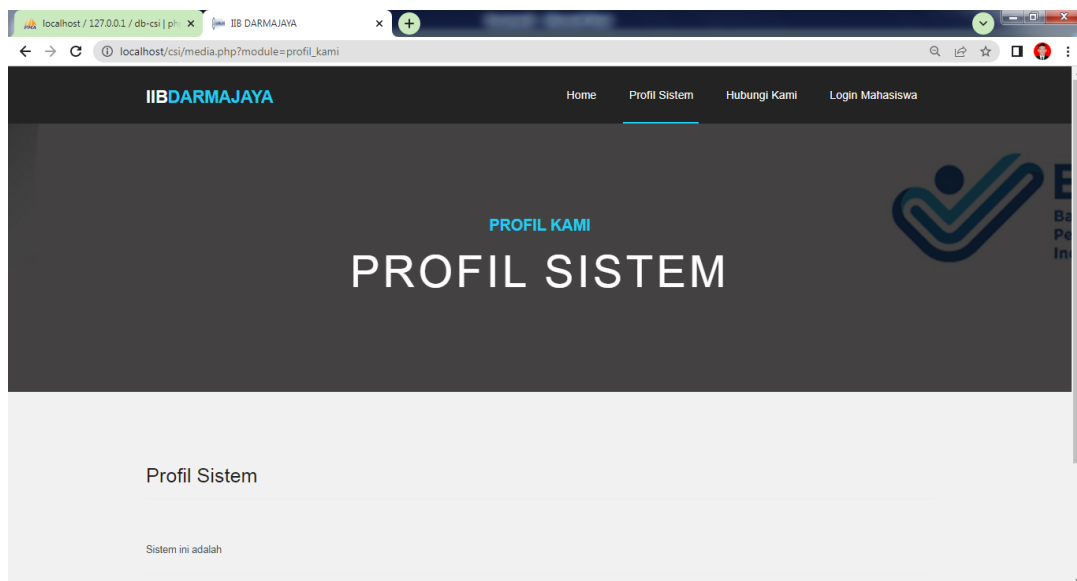 localhost / 127.0.0.1 / db-csi | ph
IIB DARMAJAYA
localhost/csi/media.php?module=profil_kami
IIBDARMAJAYA
Home
Profil Sistem
Hubungi Kami
Login Mahasiswa
PROFIL KAMI
PROFIL SISTEM
Profil Sistem
Sistem ini adalah